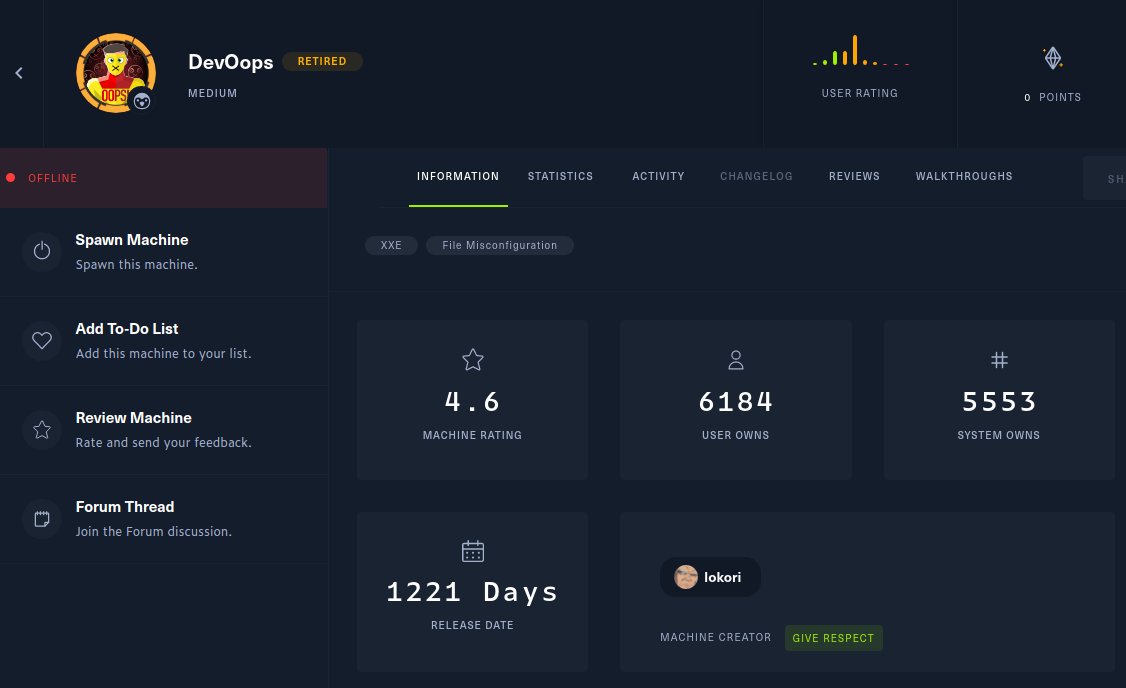 DevOops RETIRED
MEDIUM
OOPS
USER RATING
0 POINTS
OFFLINE
INFORMATION STATISTICS ACTIVITY CHANGELOG REVIEWS WALKTHROUGHS SH
Spawn Machine
Spawn this machine.
Add To-Do List
Add this machine to your list.
Review Machine
Rate and send your feedback.
Forum Thread
Join the Forum discussion.
XXE File Misconfiguration
4.6
MACHINE RATING
6184
USER OWNS
5553
SYSTEM OWNS
1221 Days
RELEASE DATE
lokori
MACHINE CREATOR GIVE RESPECT